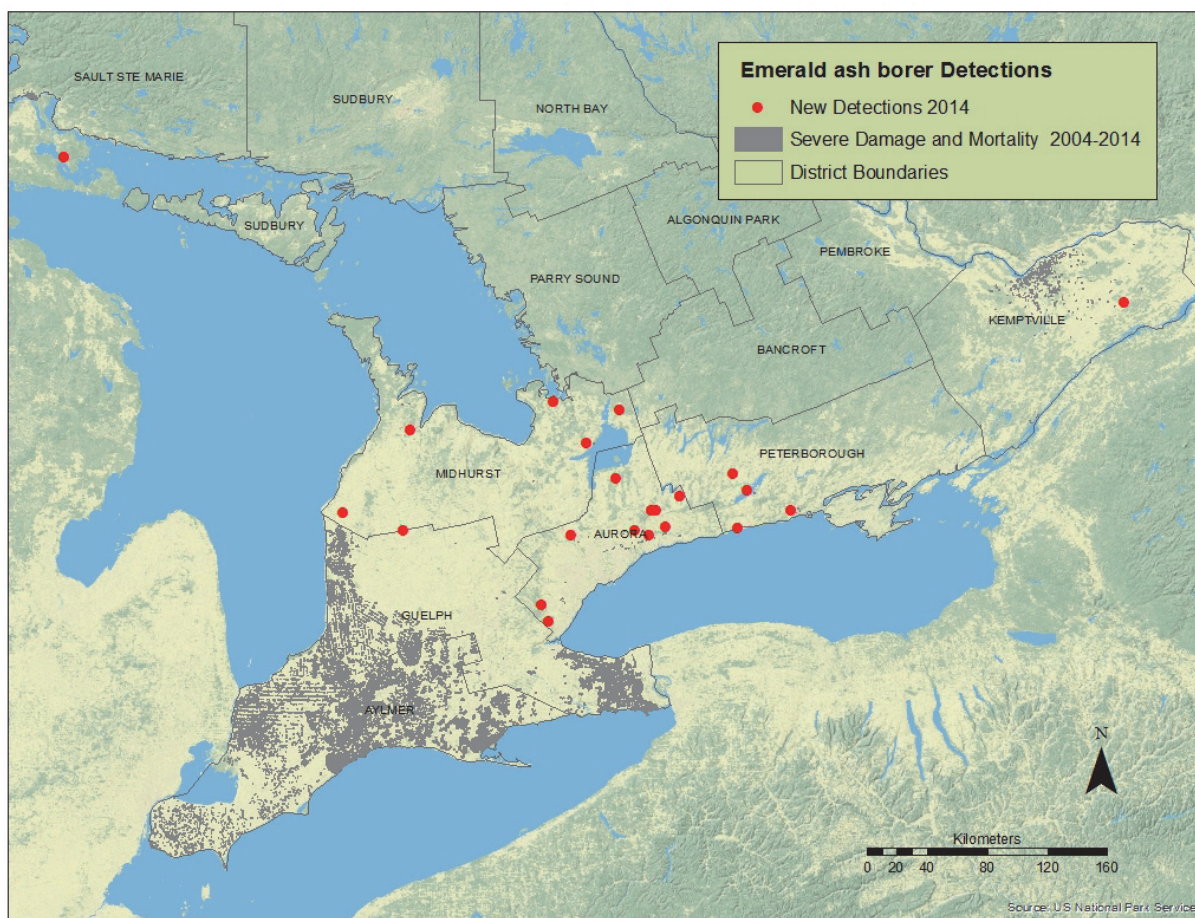 SAULT STE MARIE
SUDBURY
NORTH BAY
Emerald ash borer Detections
New Detections 2014
Severe Damage and Mortality 2004-2014
District Boundaries
SUDBURY
ALGONQUIN PARK
PEMBROKE
PARRY SOUND
KEMPTVILLE
BANCROFT
MIDHURST
PETERBOROUGH
AURORA
GUELPH
AYLMER
N
Kilometers
0 20 40 80 120 160
Source: US National Park Service